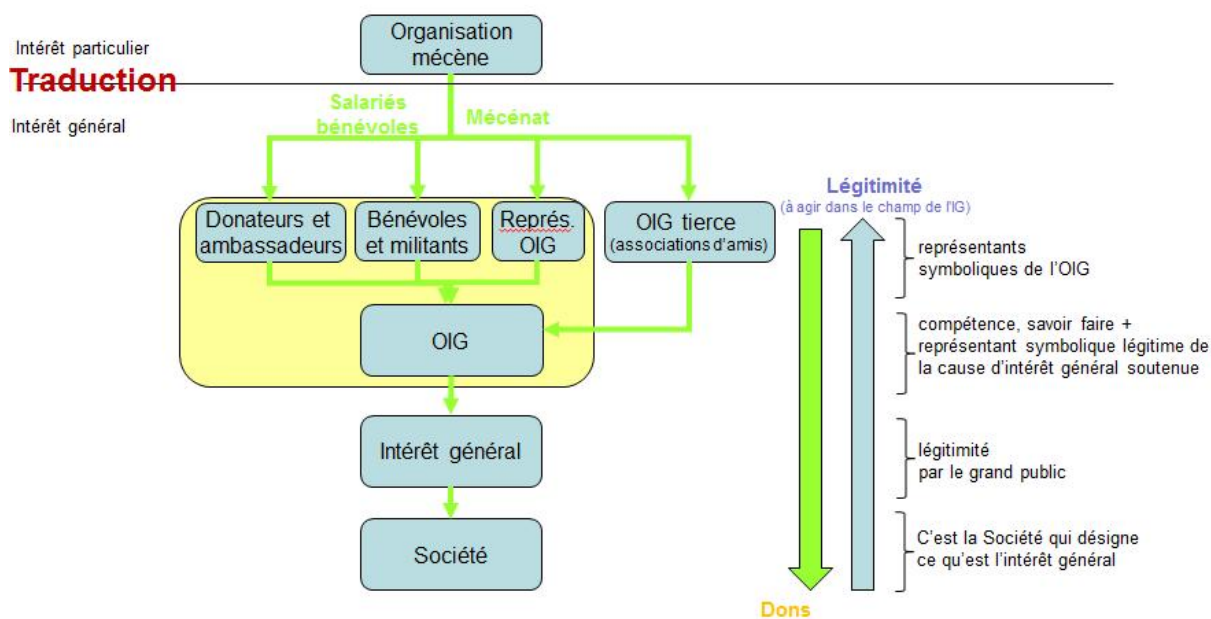 Organisation
mécène
Intérêt particulier
Traduction
Intérêt général
Salariés
bénévoles
Mécénat
Légitimité
(à agir dans le champ de l'IG)
Donateurs et
ambassadeurs
Bénévoles
et militants
Représ.
OIG
OIG tierce
(associations d'amis)
représentants
symboliques de l'OIG
OIG
compétence, savoir faire +
représentant symbolique légitime de
la cause d'intérêt général soutenue
Intérêt général
légitimité
par le grand public
Société
C'est la Société qui désigne
ce qu'est l'intérêt général
Dons